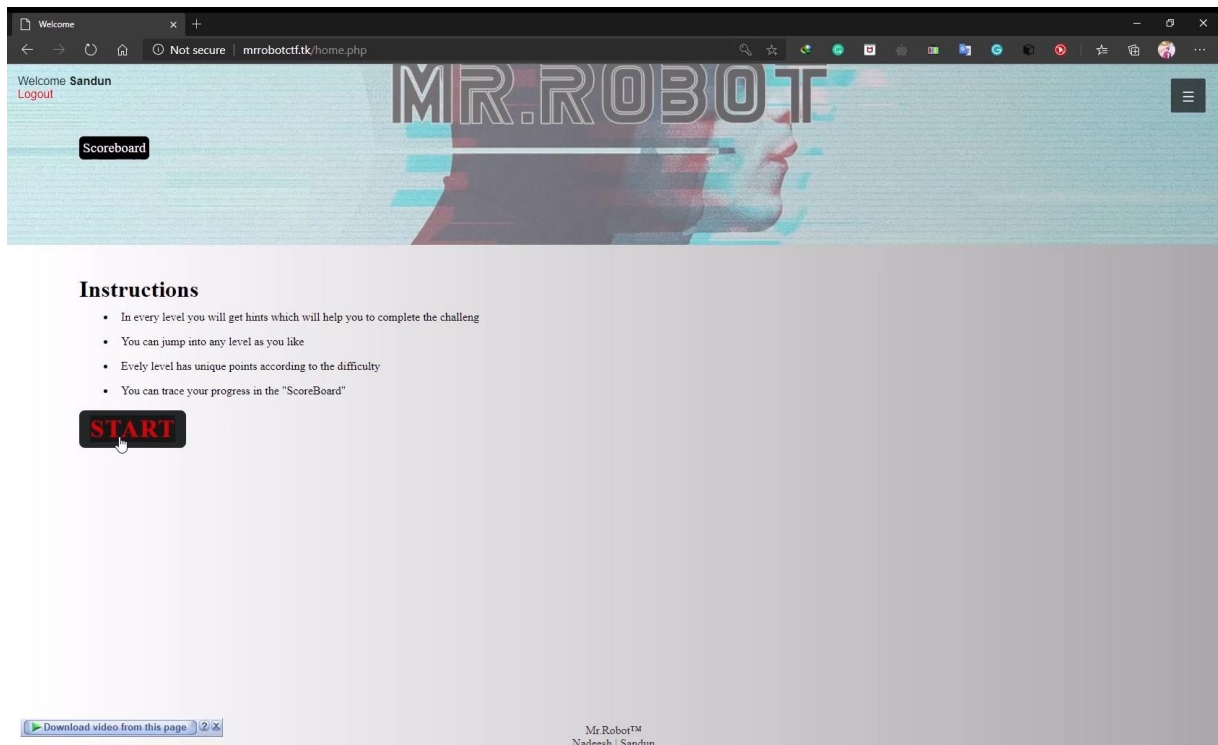 Welcome
Not secure | mrrobotctf.tk/home.php
Welcome Sandun
Logout
MR.ROBOT
Scoreboard
Instructions
• In every level you will get hints which will help you to complete the challeng
• You can jump into any level as you like
• Evely level has unique points according to the difficulty
• You can trace your progress in the "ScoreBoard"
START
Download video from this page
Mr.Robot™
Nadeesh | Sandun